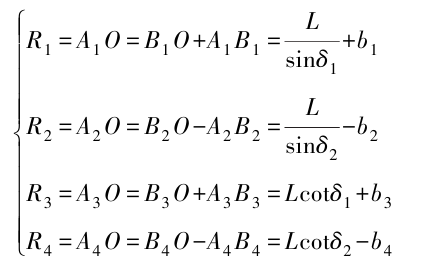 R₁ = A₁O = B₁O + A₁B₁ = L/sinδ₁ + b₁
R₂ = A₂O = B₂O − A₂B₂ = L/sinδ₂ − b₂
R₃ = A₃O = B₃O + A₃B₃ = Lcotδ₁ + b₃
R₄ = A₄O = B₄O − A₄B₄ = Lcotδ₂ − b₄